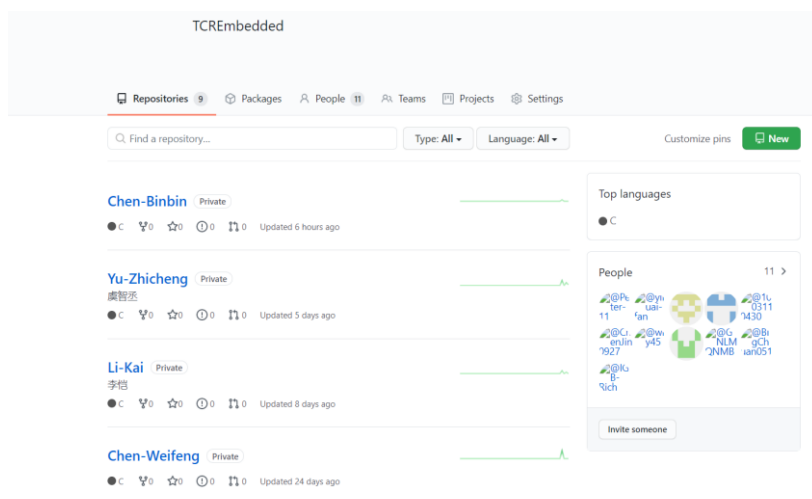 TCREmbedded
Repositories 9 Packages People 11 Teams Projects Settings
Find a repository... Type: All Language: All Customize pins New
Chen-Binbin Private
C 0 0 0 0 Updated 6 hours ago
Yu-Zhicheng Private
虞智丞
C 0 0 0 0 Updated 5 days ago
Li-Kai Private
李恺
C 0 0 0 0 Updated 8 days ago
Chen-Weifeng Private
C 0 0 0 0 Updated 24 days ago
Top languages
C
People 11
Invite someone